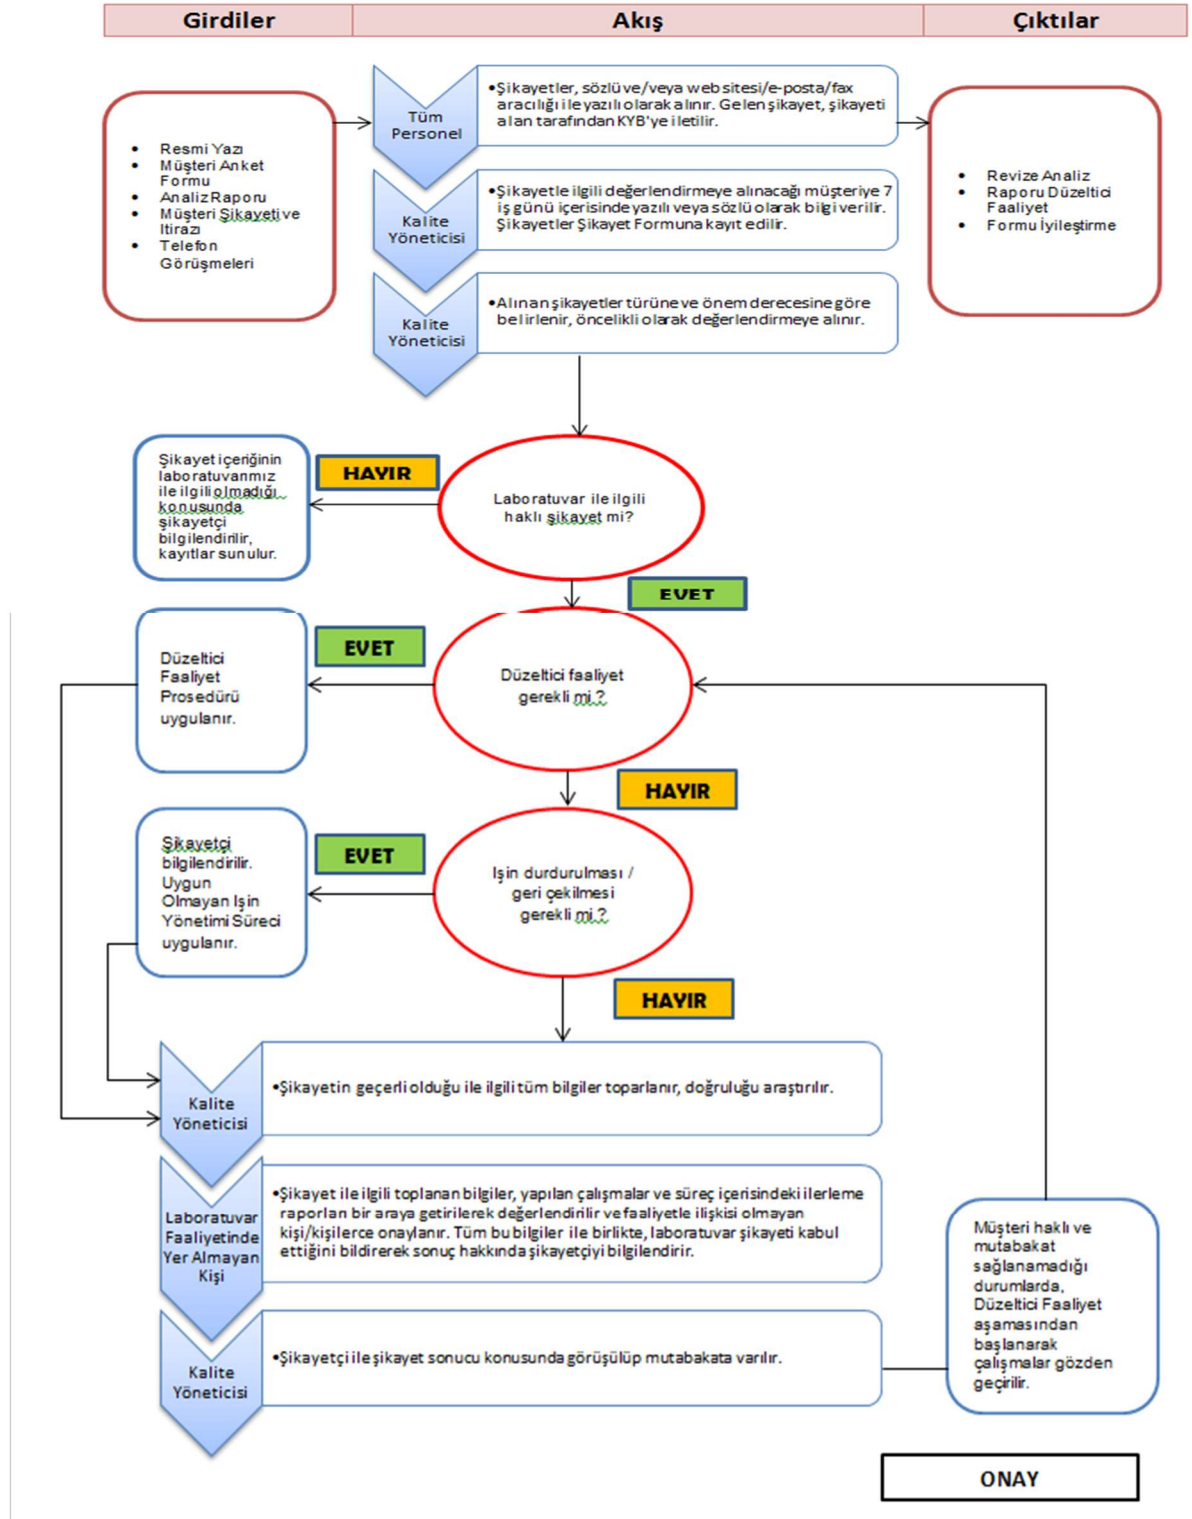 Girdiler
Akış
Çıktılar
• Resmi Yazı
• Müşteri Anket
Formu
• Analiz Raporu
• Müşteri Şikayeti ve
Itirazı
• Telefon
Görüşmeleri
Tüm
Personel
•Şikayetler, sözlü ve/veya web sitesi/e-posta/fax
aracılığı ile yazılı olarak alınır. Gelen şikayet, şikayeti
alan tarafından KYB'ye iletilir.
• Revize Analiz
• Raporu Düzeltici
Faaliyet
• Formu İyileştirme
Kalite
Yöneticisi
•Şikayetle ilgili değerlendirmeye alınacağı müşteriye 7
iş günü içerisinde yazılı veya sözlü olarak bilgi verilir.
Şikayetler Şikayet Formuna kayıt edilir.
Kalite
Yöneticisi
•Alınan şikayetler türüne ve önem derecesine göre
belirlenir, öncelikli olarak değerlendirmeye alınır.
Şikayet içeriğinin
laboratuvarımız
ile ilgili olmadığı
konusunda
şikayetçi
bilgilendirilir,
kayıtlar sunulur.
HAYIR
Laboratuvar ile ilgili
haklı şikayet mi?
EVET
Düzeltici
Faaliyet
Prosedürü
uygulanır.
EVET
Düzeltici faaliyet
gerekli mi ?
HAYIR
Şikayetçi
bilgilendirilir.
Uygun
Olmayan Işin
Yönetimi Süreci
uygulanır.
EVET
Işin durdurulması /
geri çekilmesi
gerekli mi ?
HAYIR
Kalite
Yöneticisi
•Şikayetin geçerli olduğu ile ilgili tüm bilgiler toparlanır, doğruluğu araştırılır.
Laboratuvar
Faaliyetinde
Yer Almayan
Kişi
•Şikayet ile ilgili toplanan bilgiler, yapılan çalışmalar ve süreç içerisindeki ilerleme
raporları bir araya getirilerek değerlendirilir ve faaliyetle ilişkisi olmayan
kişi/kişilerce onaylanır. Tüm bu bilgiler ile birlikte, laboratuvar şikayeti kabul
ettiğini bildirerek sonuç hakkında şikayetçiyi bilgilendirir.
Müşteri haklı ve
mutabakat
sağlanamadığı
durumlarda,
Düzeltici Faaliyet
aşamasından
başlanarak
çalışmalar gözden
geçirilir.
Kalite
Yöneticisi
•Şikayetçi ile şikayet sonucu konusunda görüşülüp mutabakata varılır.
ONAY